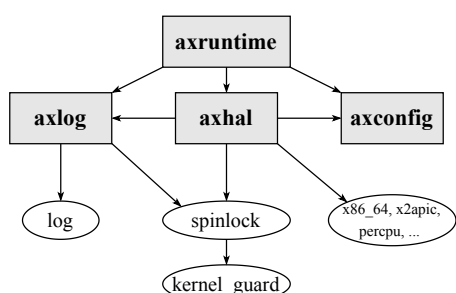 axruntime
axlog
axhal
axconfig
log
spinlock
x86_64, x2apic,
percpu, ...
kernel_guard